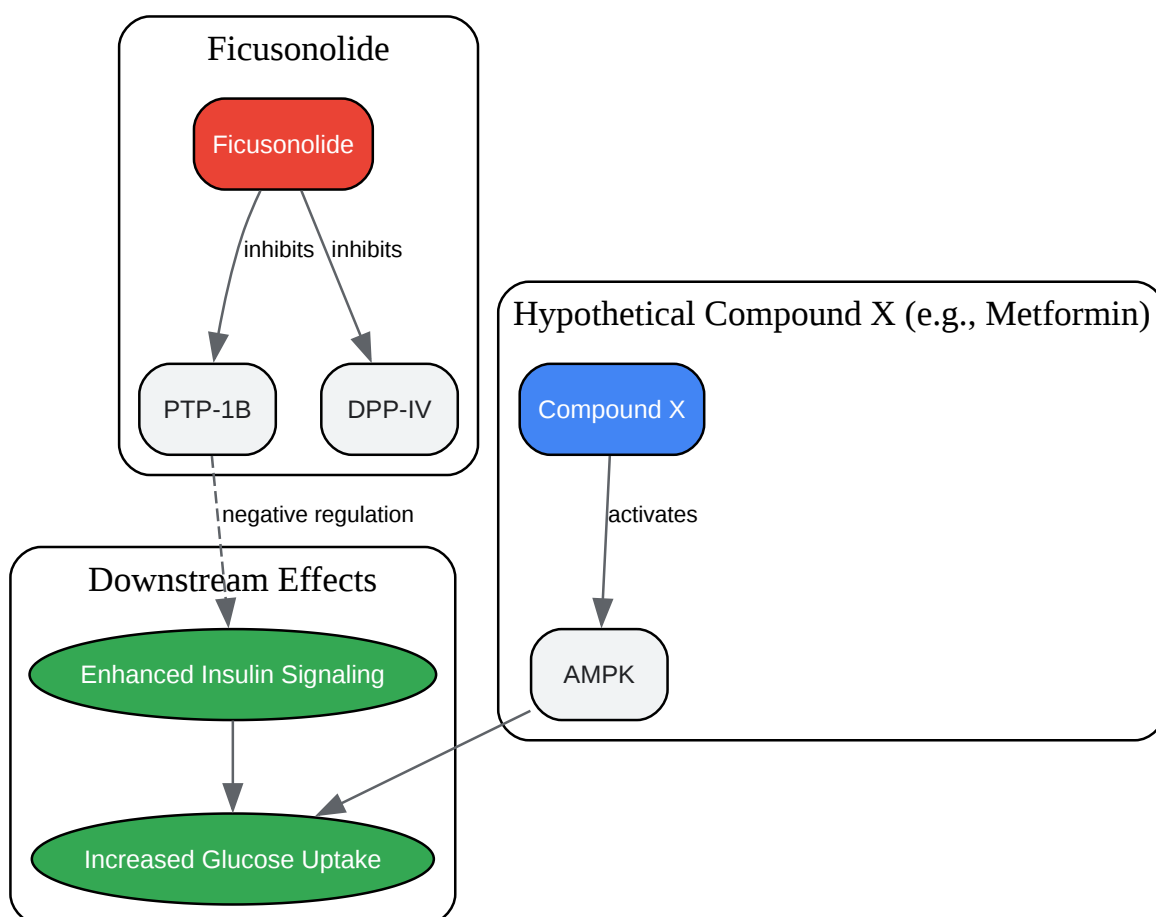 Ficusonolide
Ficusonolide
inhibits
inhibits
PTP-1B
DPP-IV
Hypothetical Compound X (e.g., Metformin)
Compound X
activates
AMPK
negative regulation
Downstream Effects
Enhanced Insulin Signaling
Increased Glucose Uptake